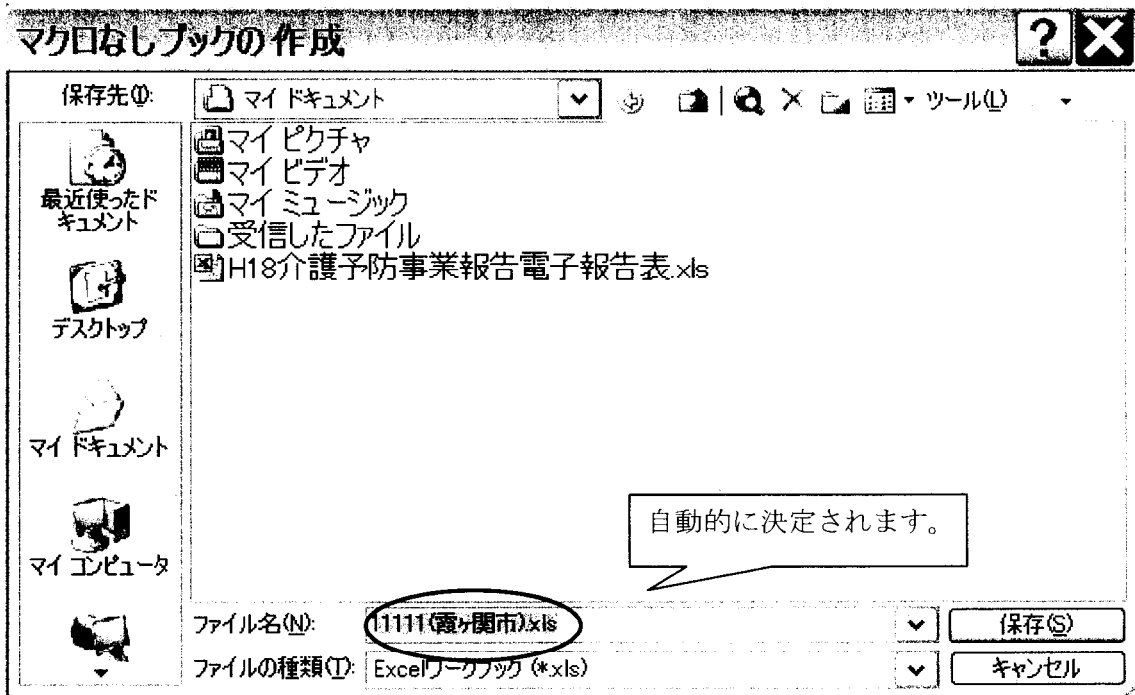 マクロなしブックの作成
保存先(I):
マイ ドキュメント
ツール(L)
マイ ピクチャ
マイ ビデオ
マイ ミュージック
受信したファイル
H18介護予防事業報告電子報告表.xls
最近使ったド
キュメント
デスクトップ
マイ ドキュメント
マイ コンピュータ
自動的に決定されます。
ファイル名(N):
11111(霞ヶ関市).xls
保存(S)
ファイルの種類(T):
Excelワークブック (*.xls)
キャンセル